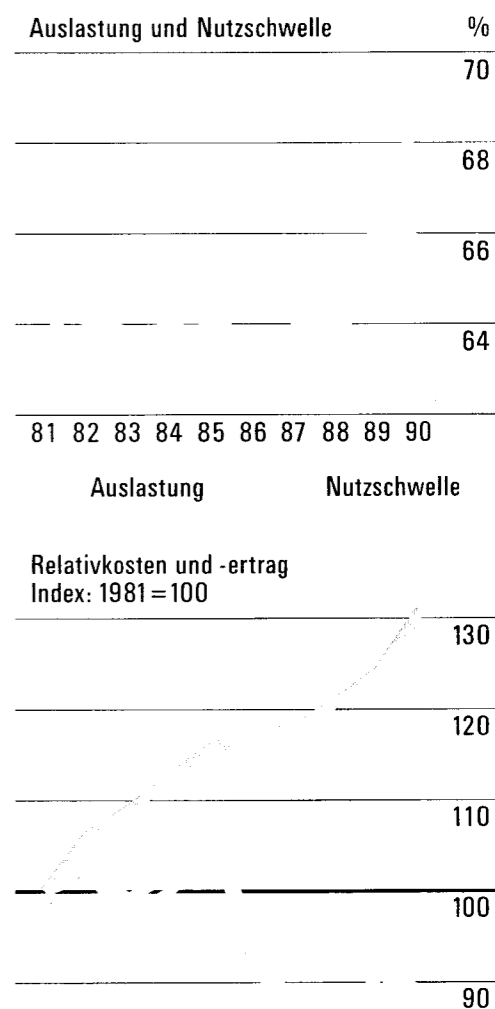 Auslastung und Nutzschwelle %
70
68
66
64
81 82 83 84 85 86 87 88 89 90
Auslastung Nutzschwelle
Relativkosten und -ertrag
Index: 1981=100
130
120
110
100
90